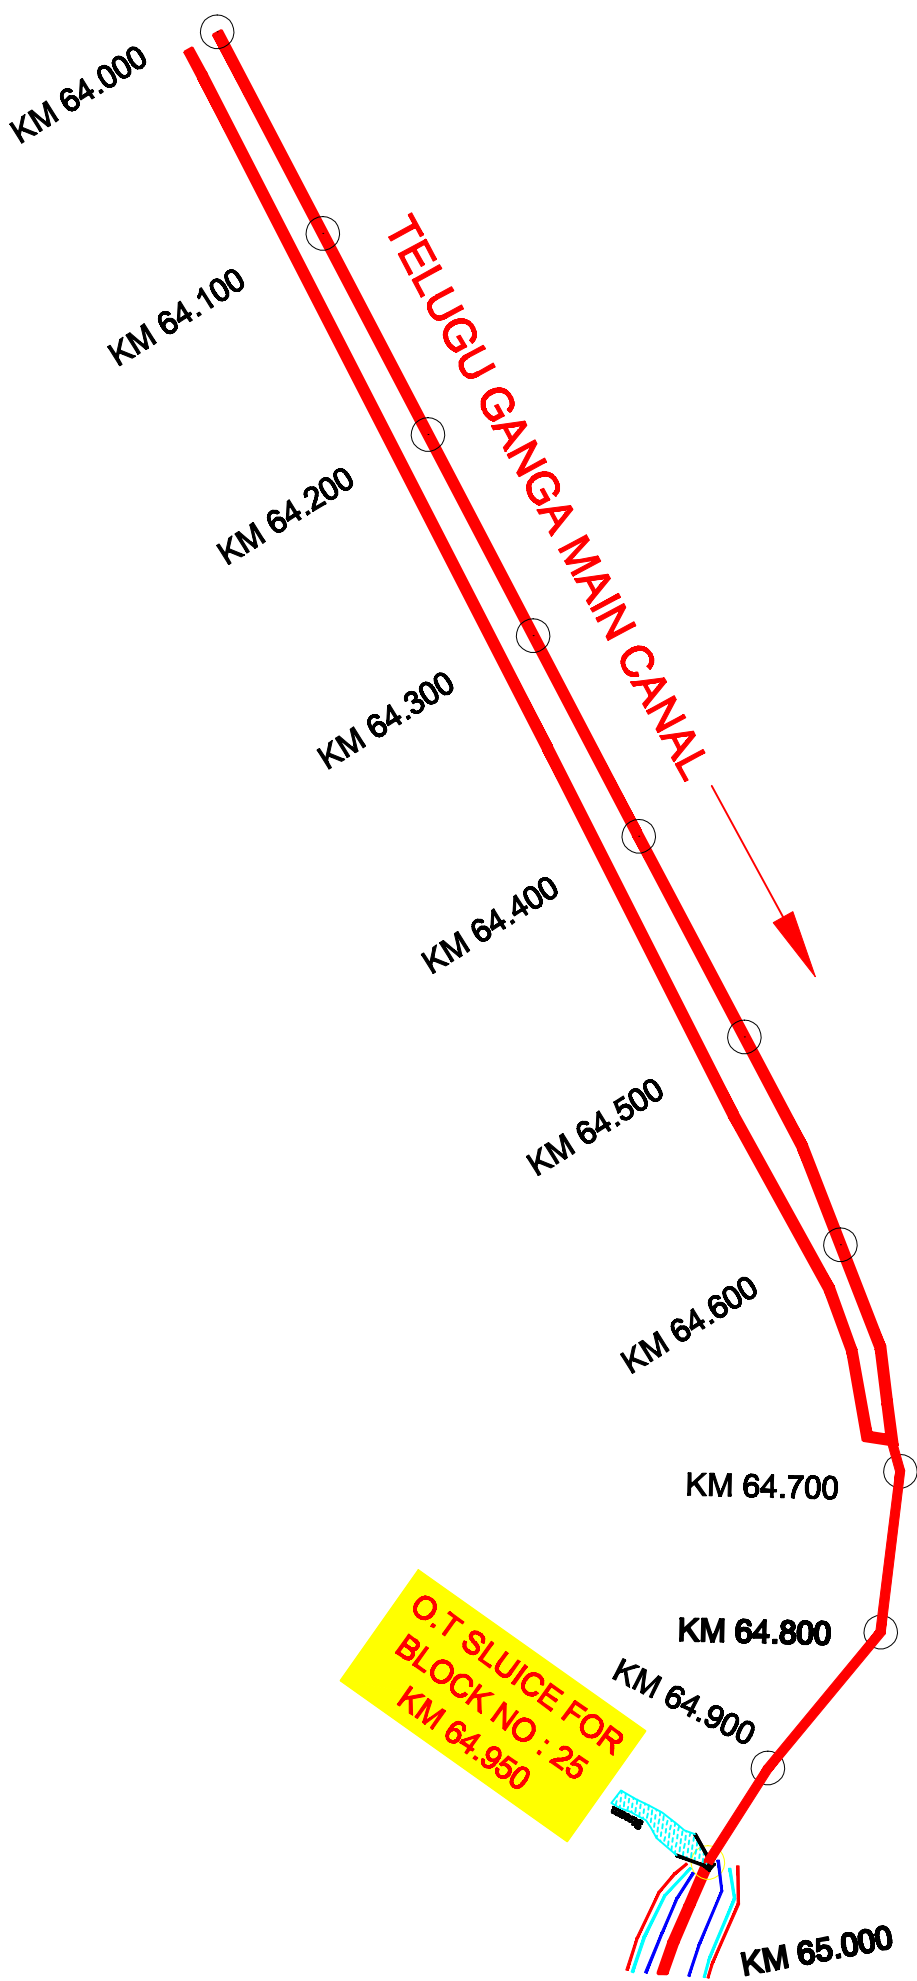 KM 64.000
KM 64.100
TELUGU GANGA MAIN CANAL
KM 64.200
KM 64.300
KM 64.400
KM 64.500
KM 64.600
KM 64.700
O.T SLUICE FOR
BLOCK NO : 25
KM 64.950
KM 64.800
KM 64.900
KM 65.000